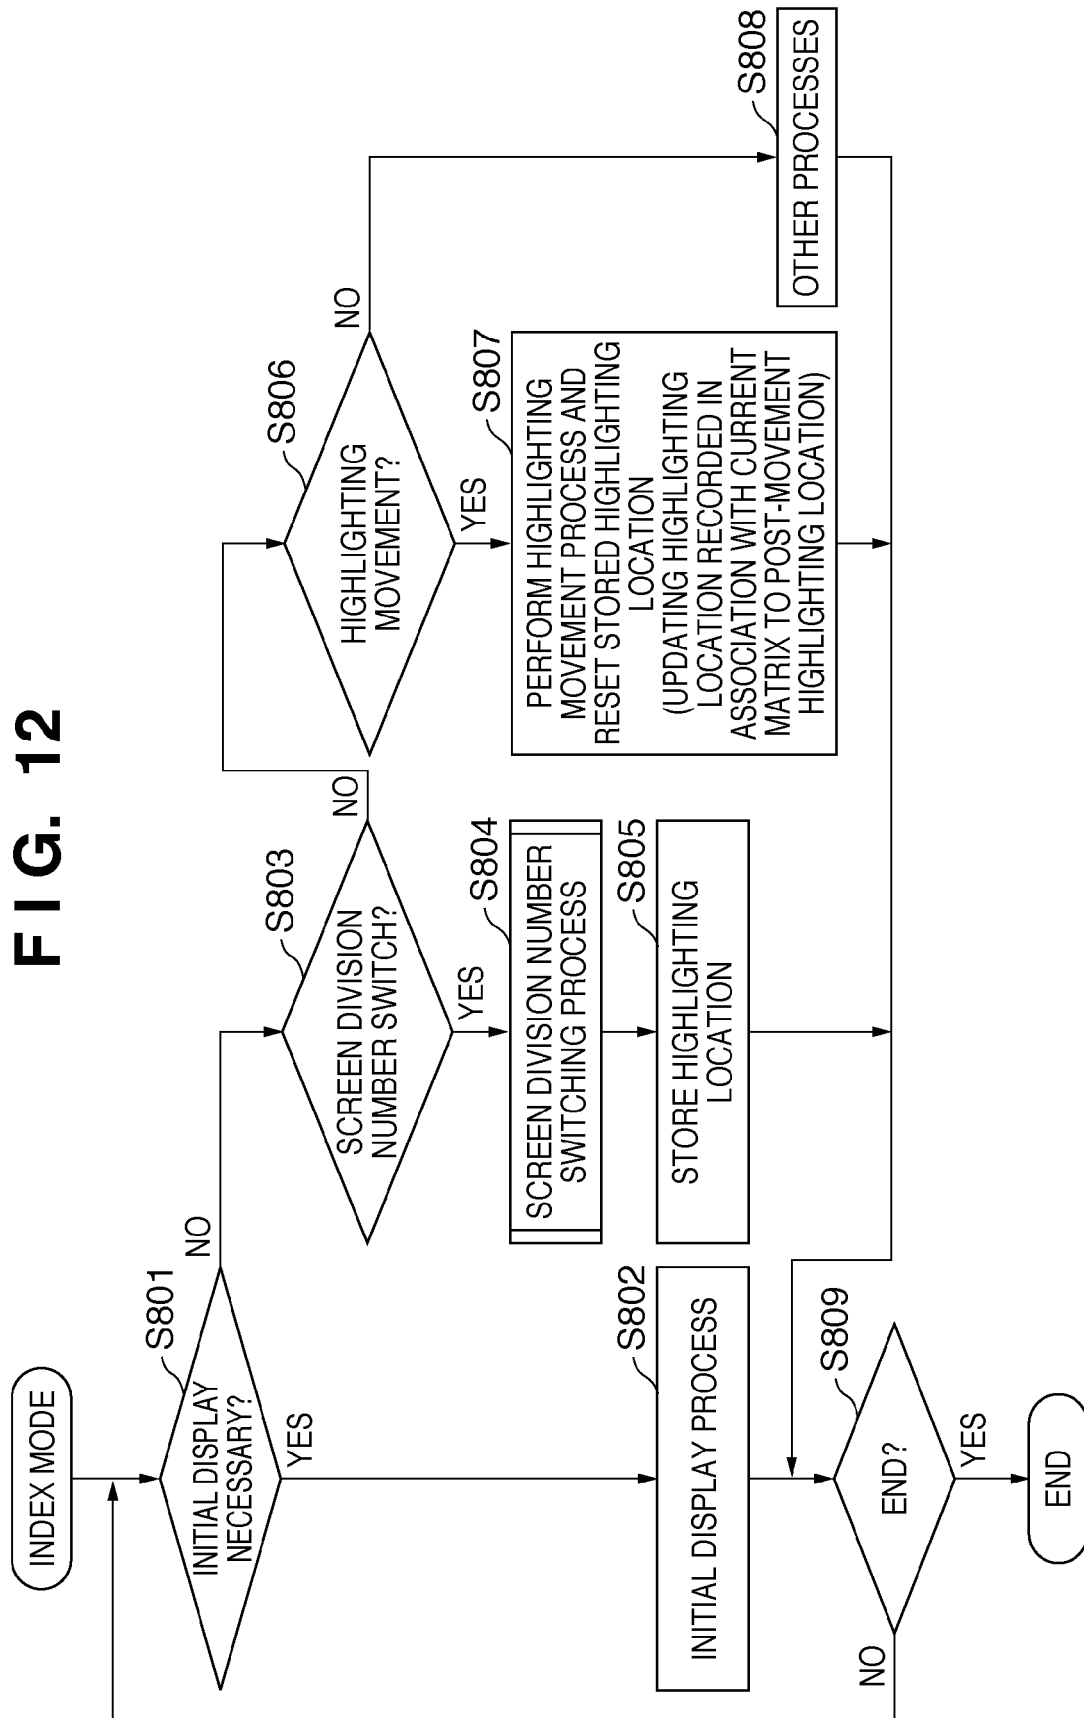 FIG. 12
INDEX MODE
S801
INITIAL DISPLAY
NECESSARY?
NO
YES
S802
INITIAL DISPLAY PROCESS
S803
SCREEN DIVISION
NUMBER SWITCH?
NO
YES
S804
SCREEN DIVISION NUMBER
SWITCHING PROCESS
S805
STORE HIGHLIGHTING
LOCATION
S806
HIGHLIGHTING
MOVEMENT?
NO
YES
S807
PERFORM HIGHLIGHTING
MOVEMENT PROCESS AND
RESET STORED HIGHLIGHTING
LOCATION
(UPDATING HIGHLIGHTING
LOCATION RECORDED IN
ASSOCIATION WITH CURRENT
MATRIX TO POST-MOVEMENT
HIGHLIGHTING LOCATION)
S808
OTHER PROCESSES
S809
END?
NO
YES
END